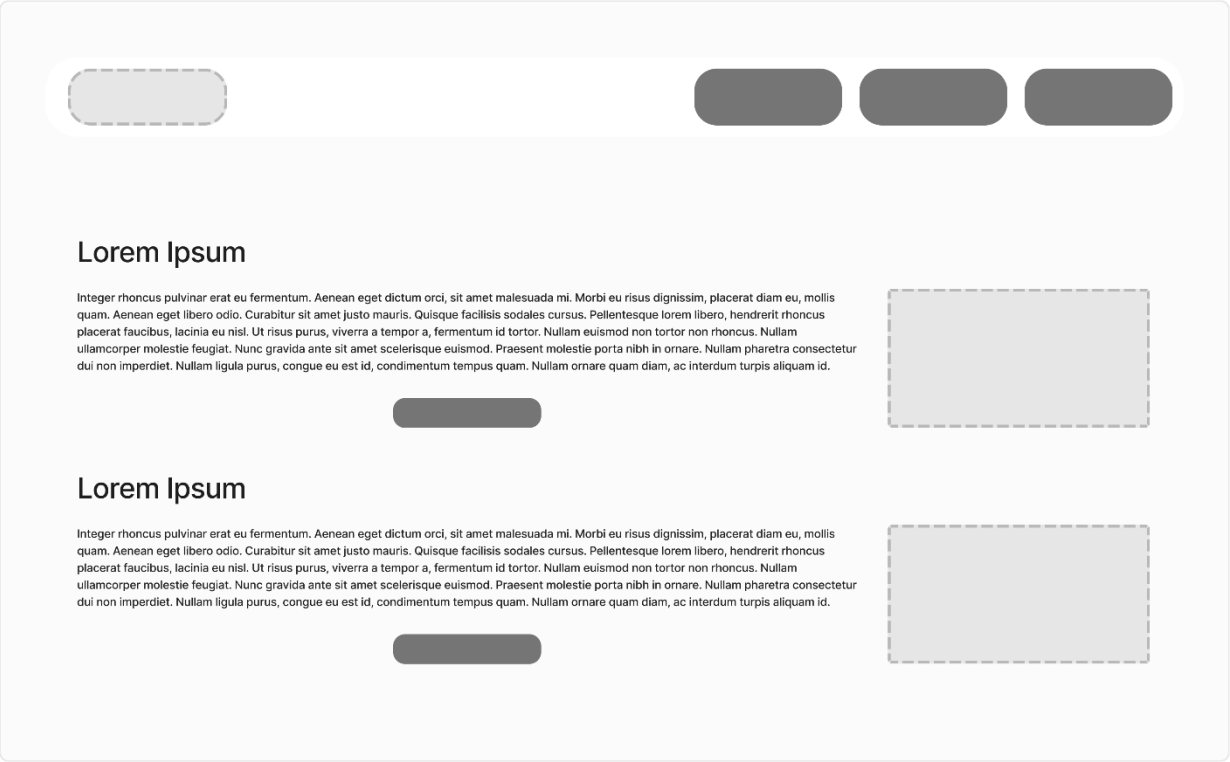 Lorem Ipsum
Integer rhoncus pulvinar erat eu fermentum. Aenean eget dictum orci, sit amet malesuada mi. Morbi eu risus dignissim, placerat diam eu, mollis
quam. Aenean eget libero odio. Curabitur sit amet justo mauris. Quisque facilisis sodales cursus. Pellentesque lorem libero, hendrerit rhoncus
placerat faucibus, lacinia eu nisl. Ut risus purus, viverra a tempor a, fermentum id tortor. Nullam euismod non tortor non rhoncus. Nullam
ullamcorper molestie feugiat. Nunc gravida ante sit amet scelerisque euismod. Praesent molestie porta nibh in ornare. Nullam pharetra consectetur
dui non imperdiet. Nullam ligula purus, congue eu est id, condimentum tempus quam. Nullam ornare quam diam, ac interdum turpis aliquam id.
Lorem Ipsum
Integer rhoncus pulvinar erat eu fermentum. Aenean eget dictum orci, sit amet malesuada mi. Morbi eu risus dignissim, placerat diam eu, mollis
quam. Aenean eget libero odio. Curabitur sit amet justo mauris. Quisque facilisis sodales cursus. Pellentesque lorem libero, hendrerit rhoncus
placerat faucibus, lacinia eu nisl. Ut risus purus, viverra a tempor a, fermentum id tortor. Nullam euismod non tortor non rhoncus. Nullam
ullamcorper molestie feugiat. Nunc gravida ante sit amet scelerisque euismod. Praesent molestie porta nibh in ornare. Nullam pharetra consectetur
dui non imperdiet. Nullam ligula purus, congue eu est id, condimentum tempus quam. Nullam ornare quam diam, ac interdum turpis aliquam id.